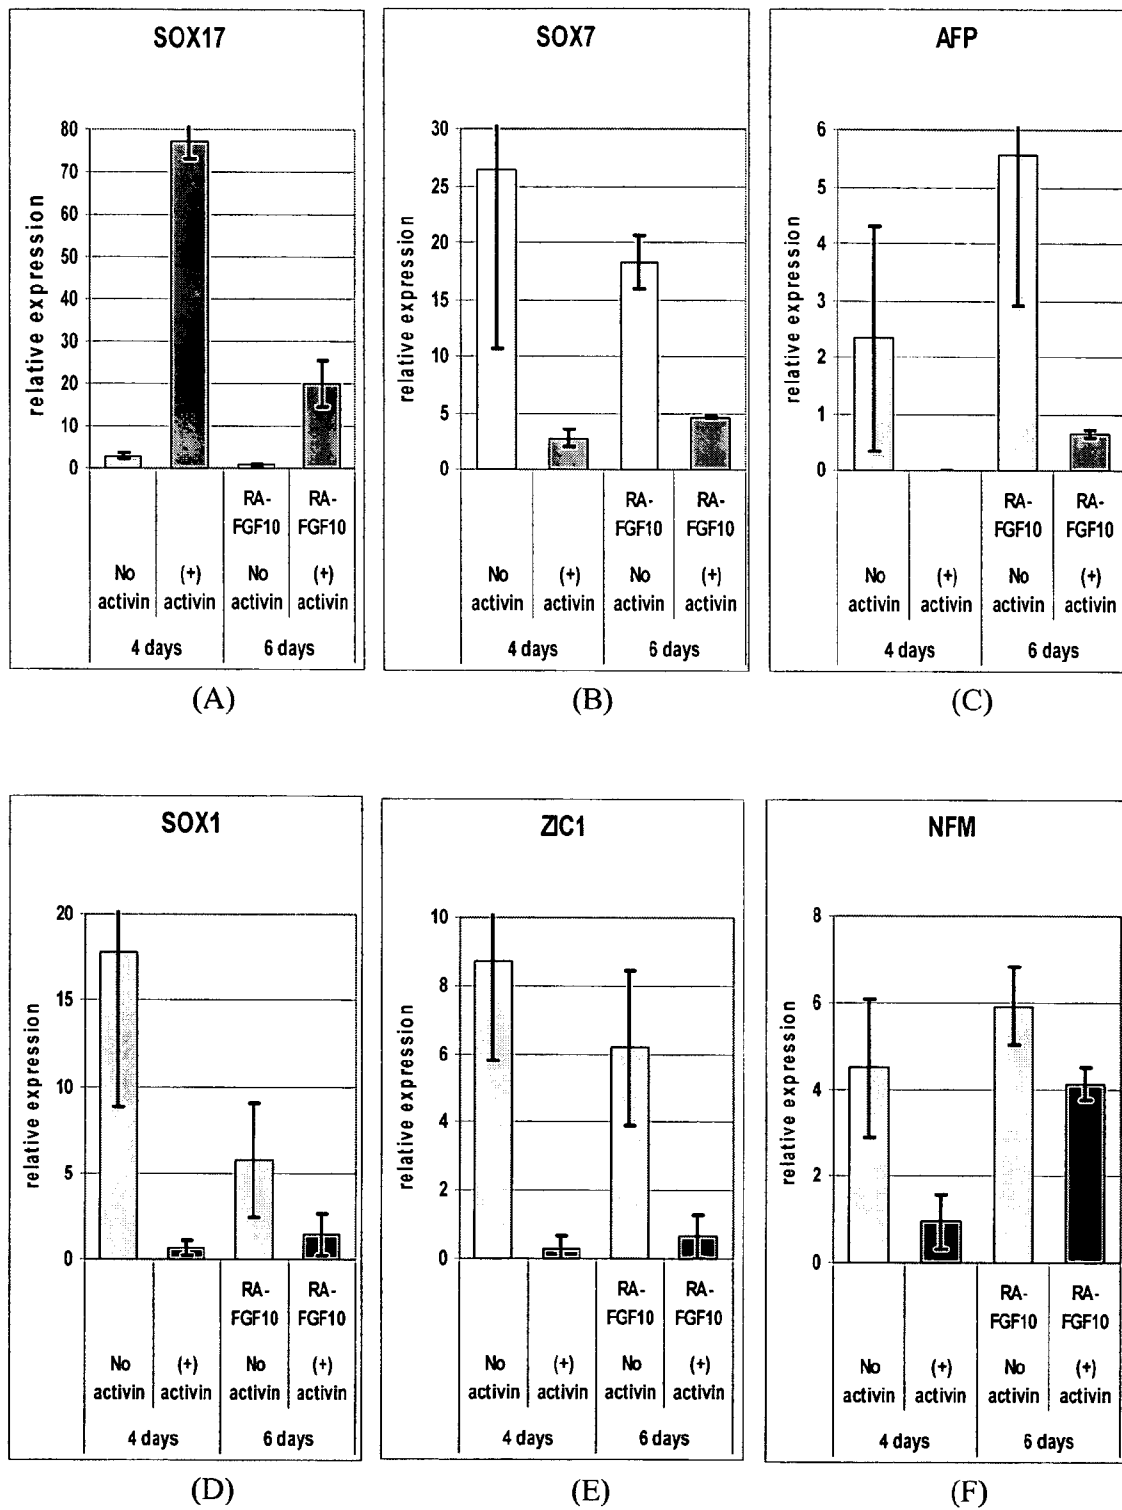 SOX17
80
70
60
50
40
30
20
10
0
relative expression
RA-
FGF10
RA-
FGF10
No
activin
(+)
activin
No
activin
(+)
activin
4 days
6 days
(A)
SOX7
30
25
20
15
10
5
0
relative expression
RA-
FGF10
RA-
FGF10
No
activin
(+)
activin
No
activin
(+)
activin
4 days
6 days
(B)
AFP
6
5
4
3
2
1
0
relative expression
RA-
FGF10
RA-
FGF10
No
activin
(+)
activin
No
activin
(+)
activin
4 days
6 days
(C)
SOX1
20
15
10
5
0
relative expression
RA-
FGF10
RA-
FGF10
No
activin
(+)
activin
No
activin
(+)
activin
4 days
6 days
(D)
ZIC1
10
8
6
4
2
0
relative expression
RA-
FGF10
RA-
FGF10
No
activin
(+)
activin
No
activin
(+)
activin
4 days
6 days
(E)
NFM
8
6
4
2
0
relative expression
RA-
FGF10
RA-
FGF10
No
activin
(+)
activin
No
activin
(+)
activin
4 days
6 days
(F)